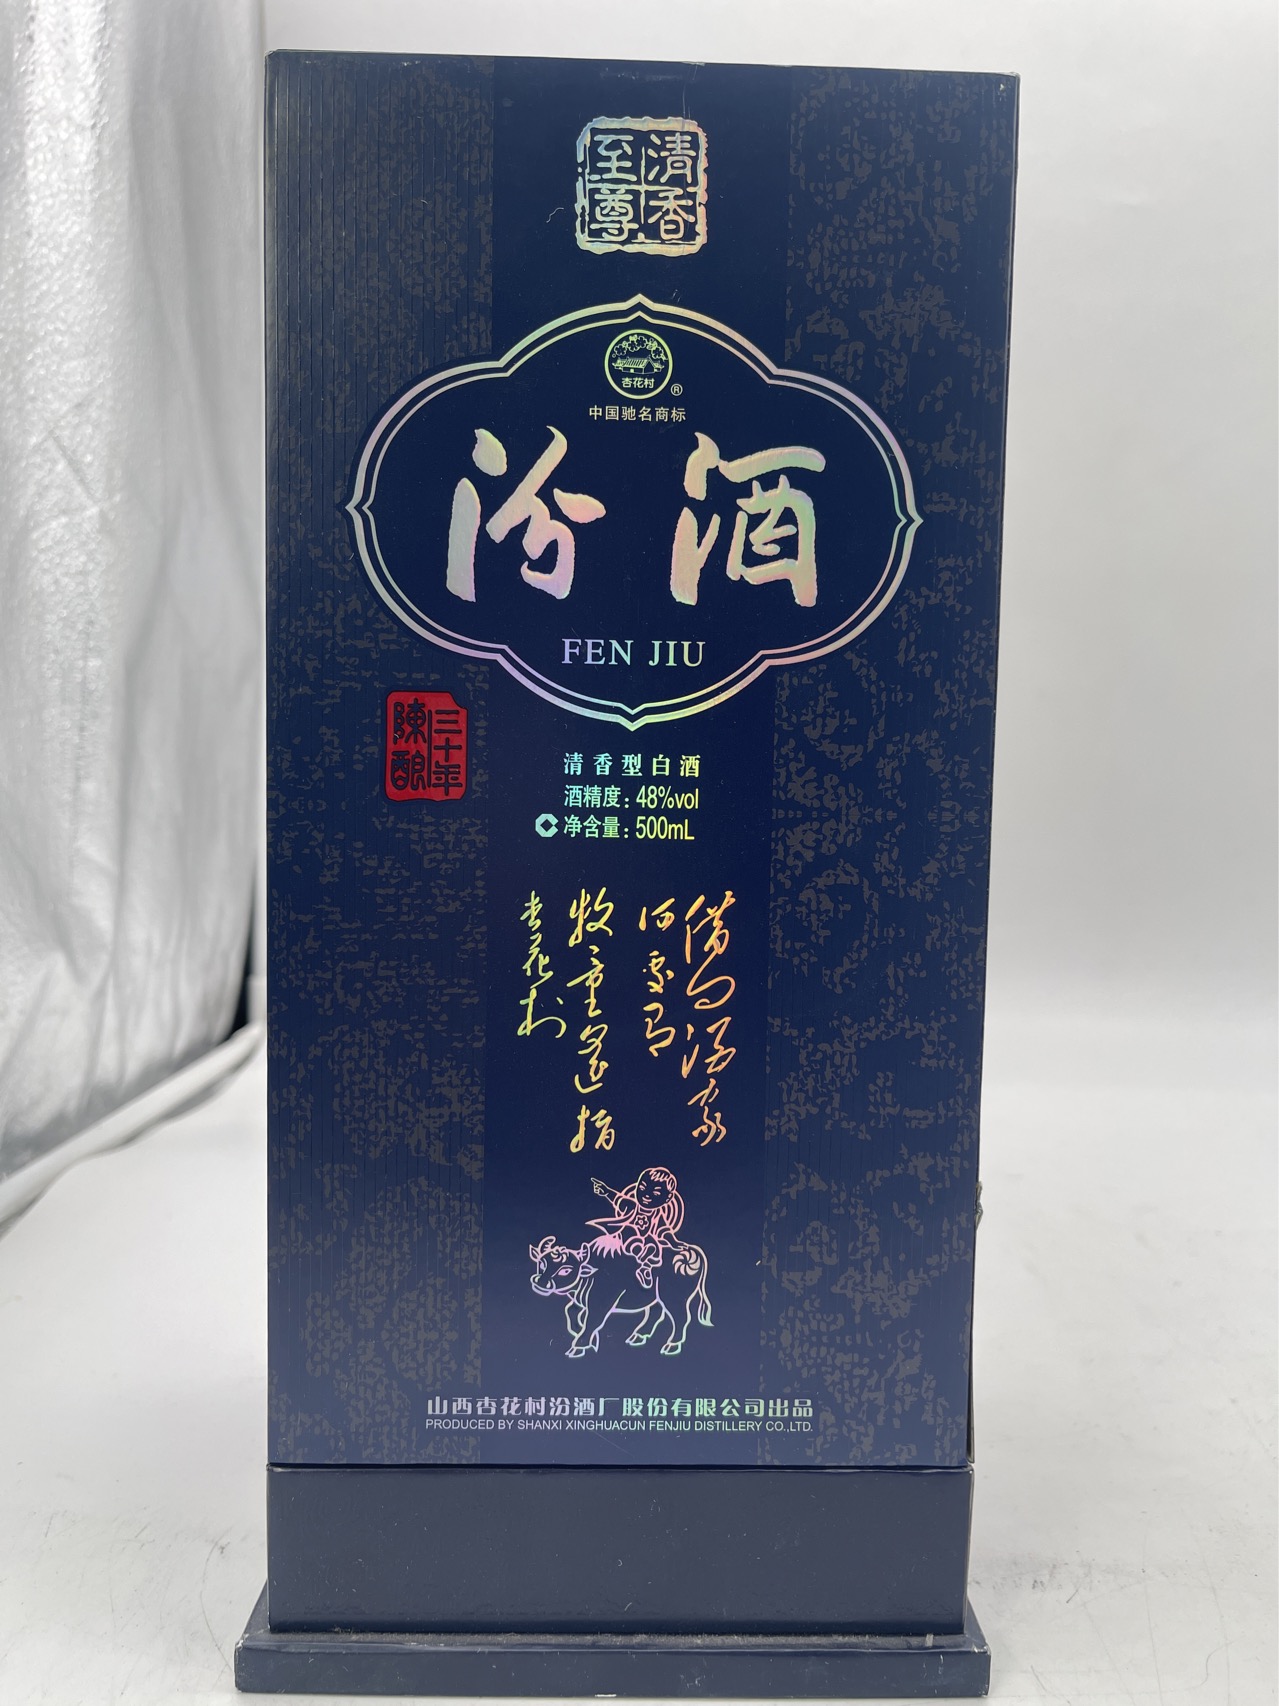 清香
至尊
杏花村
®
中国驰名商标
汾酒
FEN JIU
三十年
陳酿
清香型白酒
酒精度：48%vol
净含量：500mL
借问酒家
何处有
牧童遥指
杏花村
山西杏花村汾酒厂股份有限公司出品
PRODUCED BY SHANXI XINGHUACUN FENJIU DISTILLERY CO.,LTD.